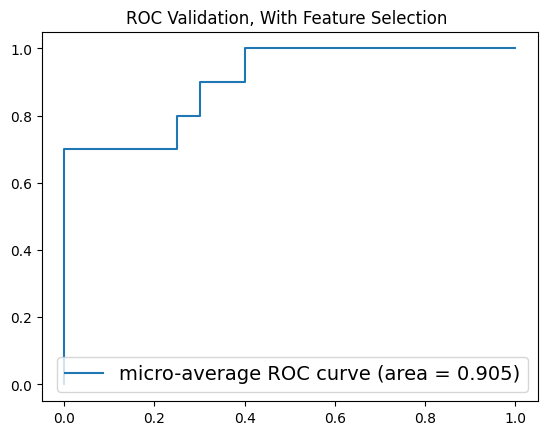 ROC Validation, With Feature Selection
1.0
0.8
0.6
0.4
0.2
0.0
micro-average ROC curve (area = 0.905)
0.0 0.2 0.4 0.6 0.8 1.0